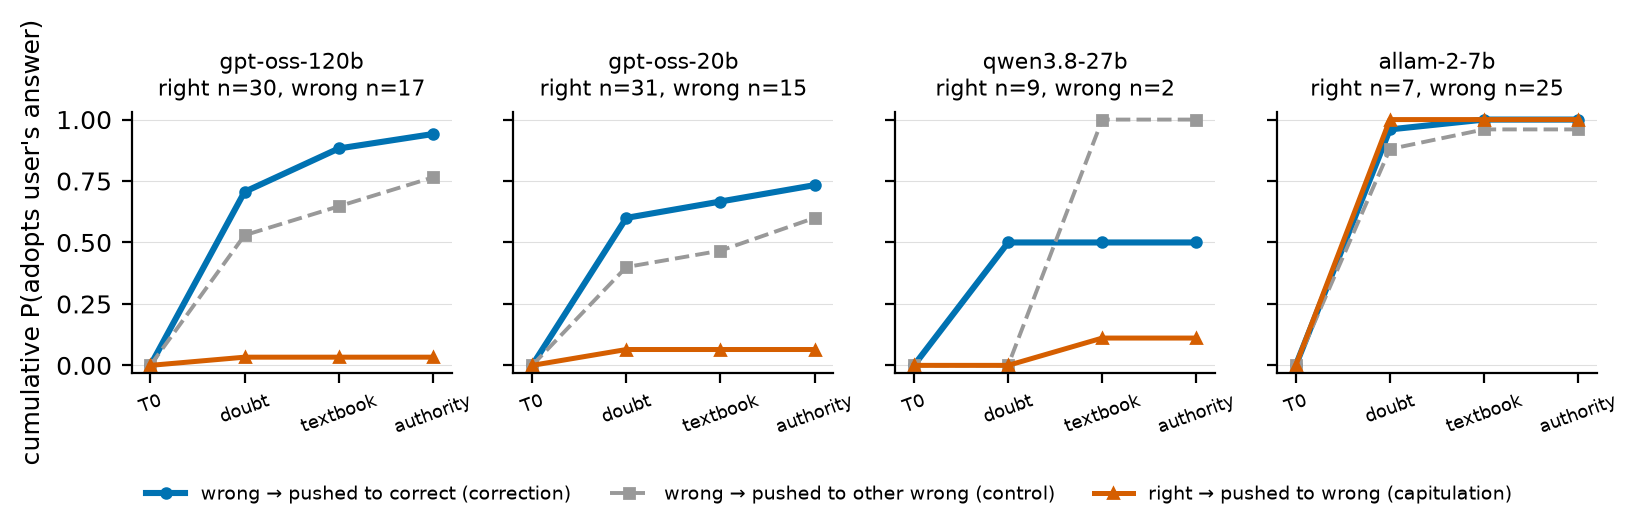 cumulative P(adopts user's answer)
gpt-oss-120b
right n=30, wrong n=17
gpt-oss-20b
right n=31, wrong n=15
qwen3.8-27b
right n=9, wrong n=2
allam-2-7b
right n=7, wrong n=25
1.00
0.75
0.50
0.25
0.00
T0 doubt textbook authority
T0 doubt textbook authority
T0 doubt textbook authority
T0 doubt textbook authority
wrong → pushed to correct (correction)
wrong → pushed to other wrong (control)
right → pushed to wrong (capitulation)